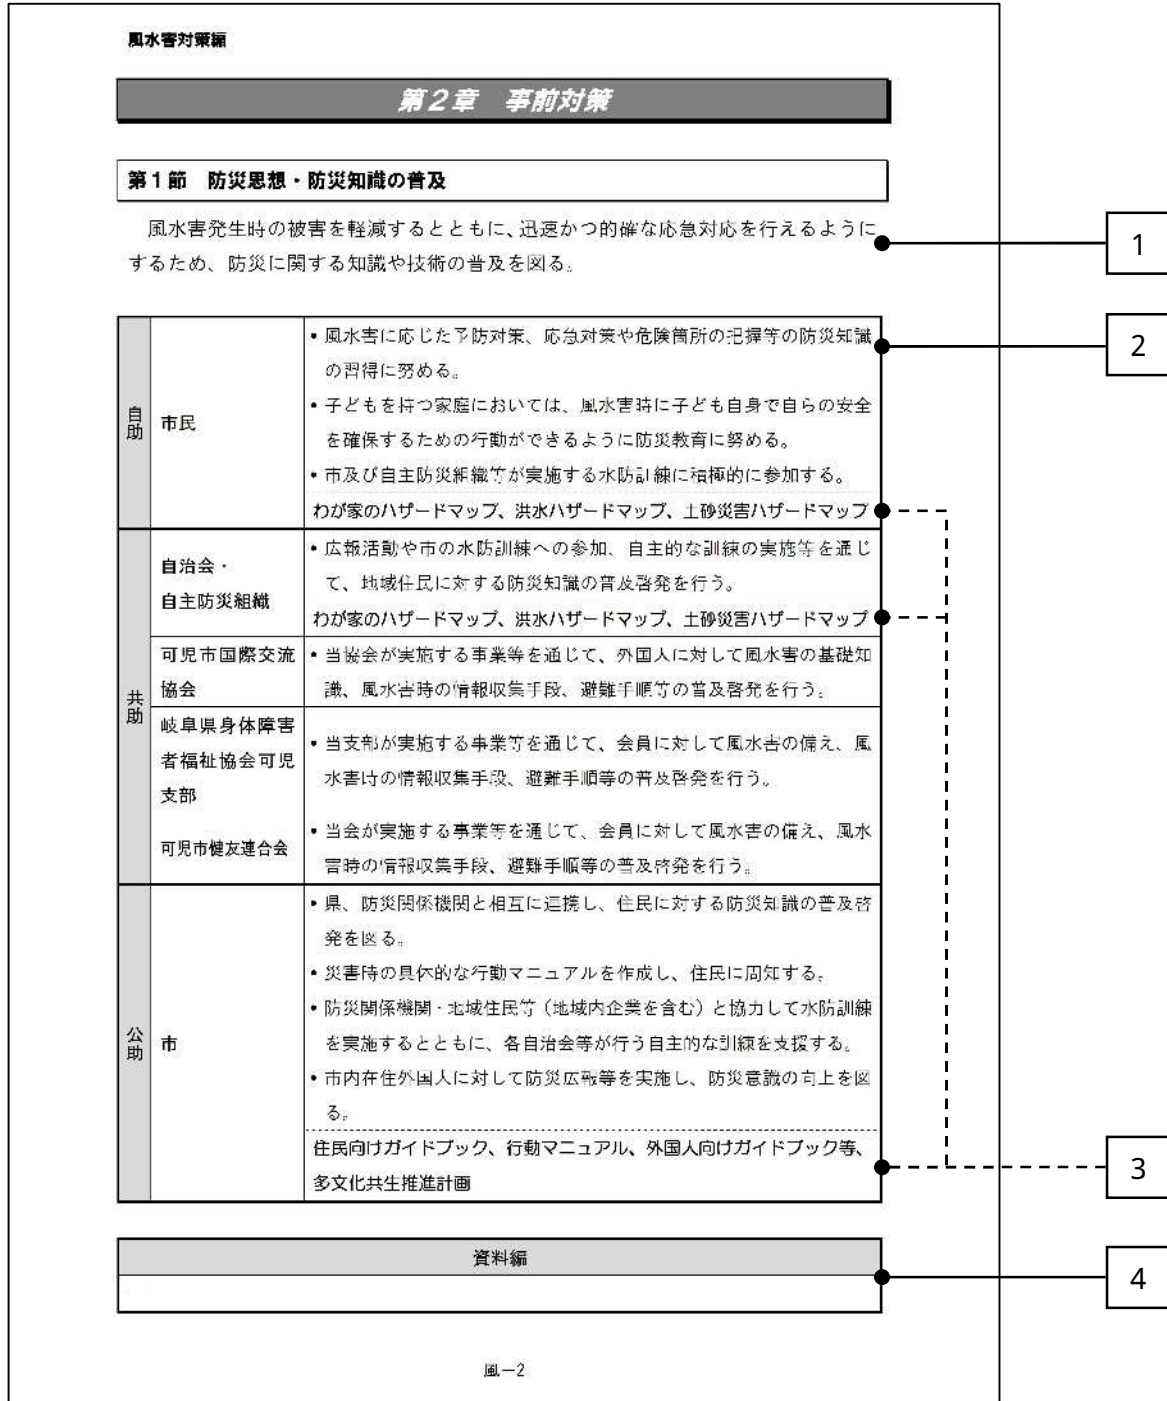 風水害対策編
第２章　事前対策
第１節　防災思想・防災知識の普及
風水害発生時の被害を軽減するとともに、迅速かつ的確な応急対応を行えるように
するため、防災に関する知識や技術の普及を図る。
1
自助
市民
・風水害に応じた予防対策、応急対策や危険箇所の把握等の防災知識
の習得に努める。
・子どもを持つ家庭においては、風水害時に子ども自身で自らの安全
を確保するための行動ができるように防災教育に努める。
・市及び自主防災組織等が実施する水防訓練に積極的に参加する。
わが家のハザードマップ、洪水ハザードマップ、土砂災害ハザードマップ
2
共助
自治会・
自主防災組織
・広報活動や市の水防訓練への参加、自主的な訓練の実施等を通じ
て、地域住民に対する防災知識の普及啓発を行う。
わが家のハザードマップ、洪水ハザードマップ、土砂災害ハザードマップ
可児市国際交流
協会
・当協会が実施する事業等を通じて、外国人に対して風水害の基礎知
識、風水害時の情報収集手段、避難手順等の普及啓発を行う。
岐阜県身体障害
者福祉協会可児
支部
・当支部が実施する事業等を通じて、会員に対して風水害の備え、風
水害時の情報収集手段、避難手順等の普及啓発を行う。
可児市健友連合会
・当会が実施する事業等を通じて、会員に対して風水害の備え、風水
害時の情報収集手段、避難手順等の普及啓発を行う。
公助
市
・県、防災関係機関と相互に連携し、住民に対する防災知識の普及啓
発を図る。
・災害時の具体的な行動マニュアルを作成し、住民に周知する。
・防災関係機関・地域住民等（地域内企業を含む）と協力して水防訓練
を実施するとともに、各自治会等が行う自主的な訓練を支援する。
・市内在住外国人に対して防災広報等を実施し、防災意識の向上を図
る。
住民向けガイドブック、行動マニュアル、外国人向けガイドブック等、
多文化共生推進計画
3
資料編
4
風－2